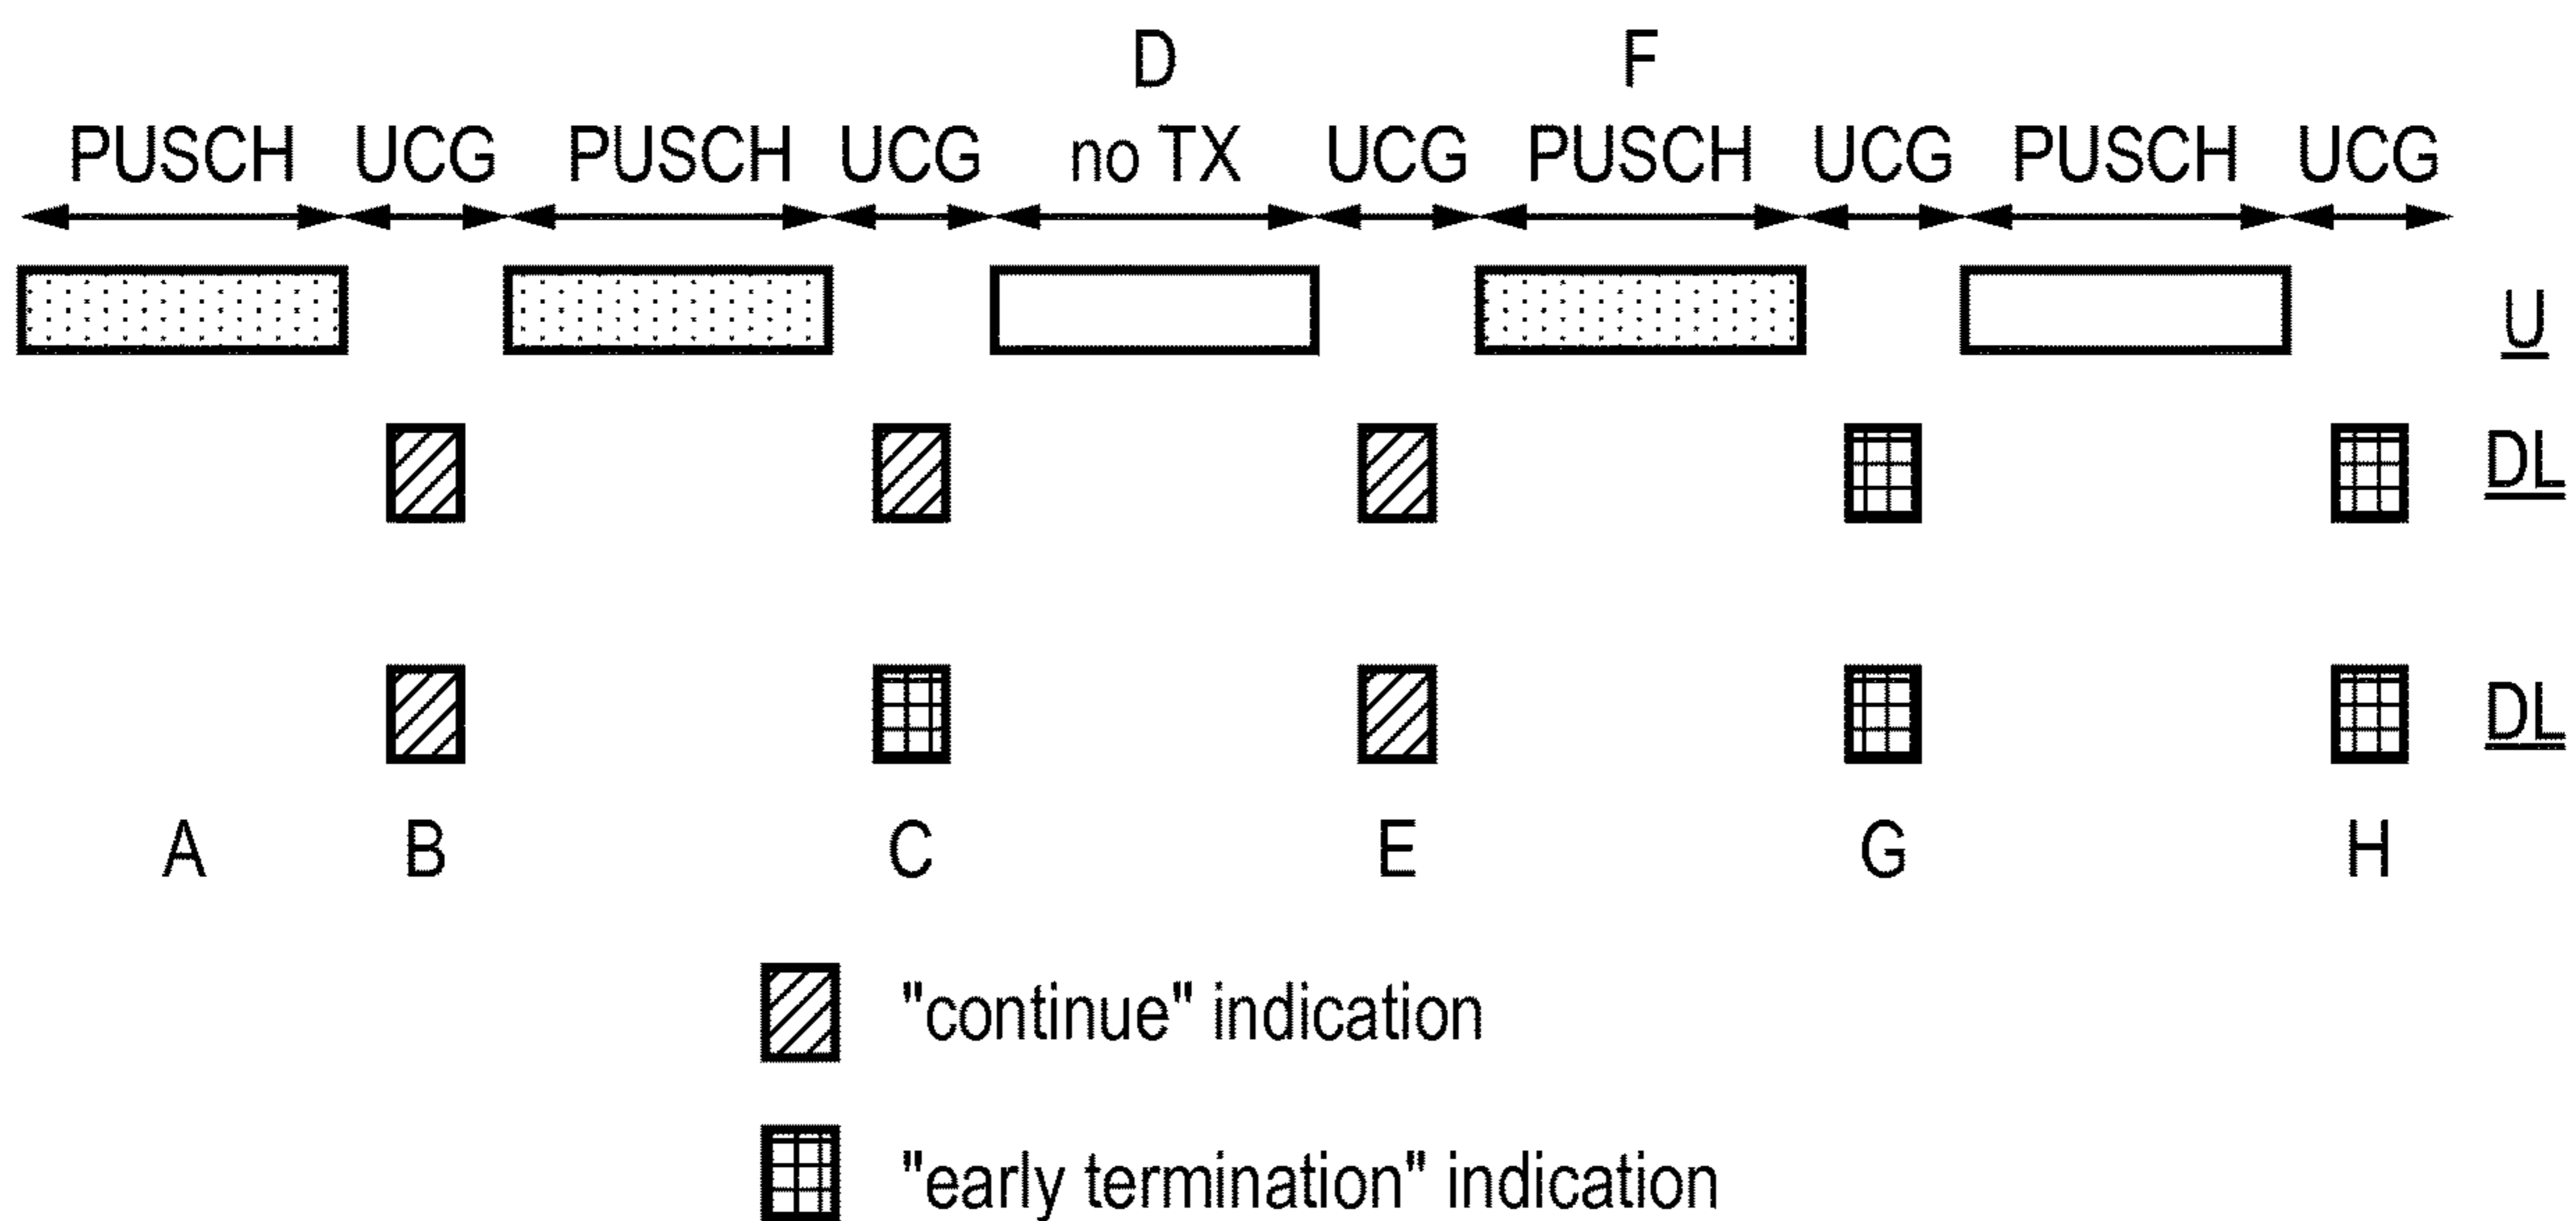 D F
PUSCH UCG PUSCH UCG no TX UCG PUSCH UCG PUSCH UCG
U
DL
DL
A B C E G H
"continue" indication
"early termination" indication